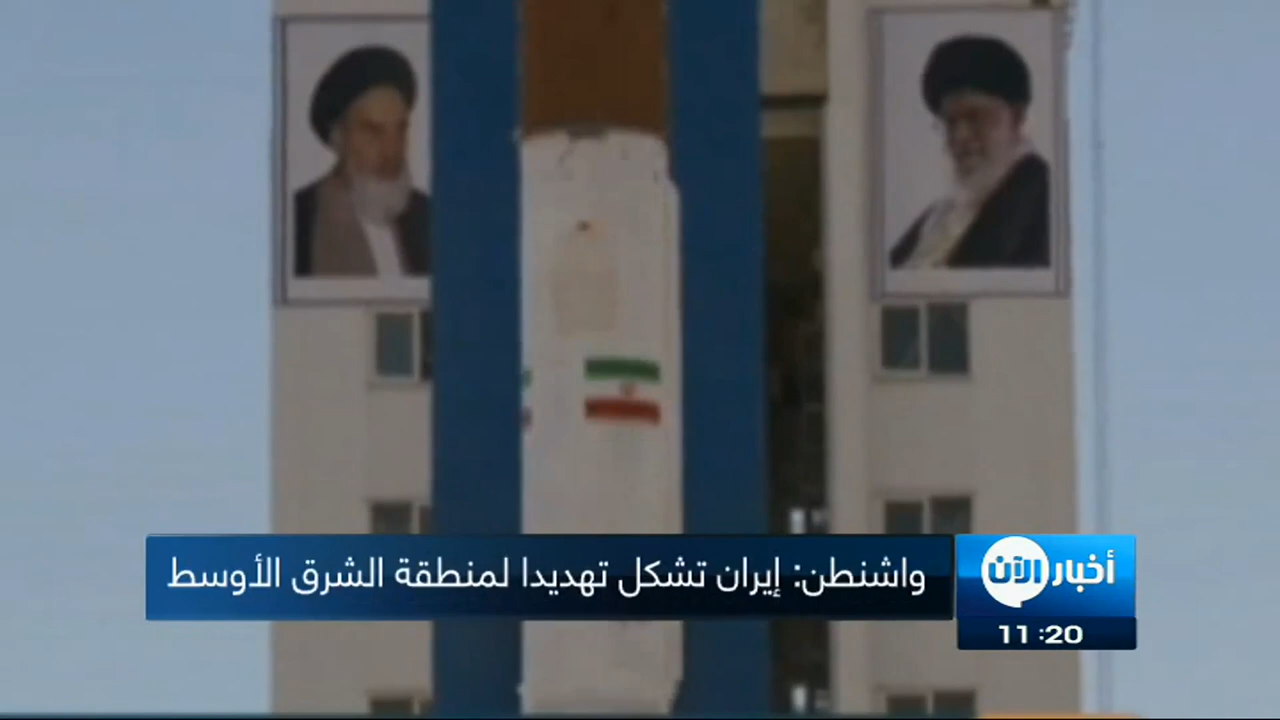 واشنطن: إيران تشكل تهديدا لمنطقة الشرق الأوسط
أخبار الآن
11:20